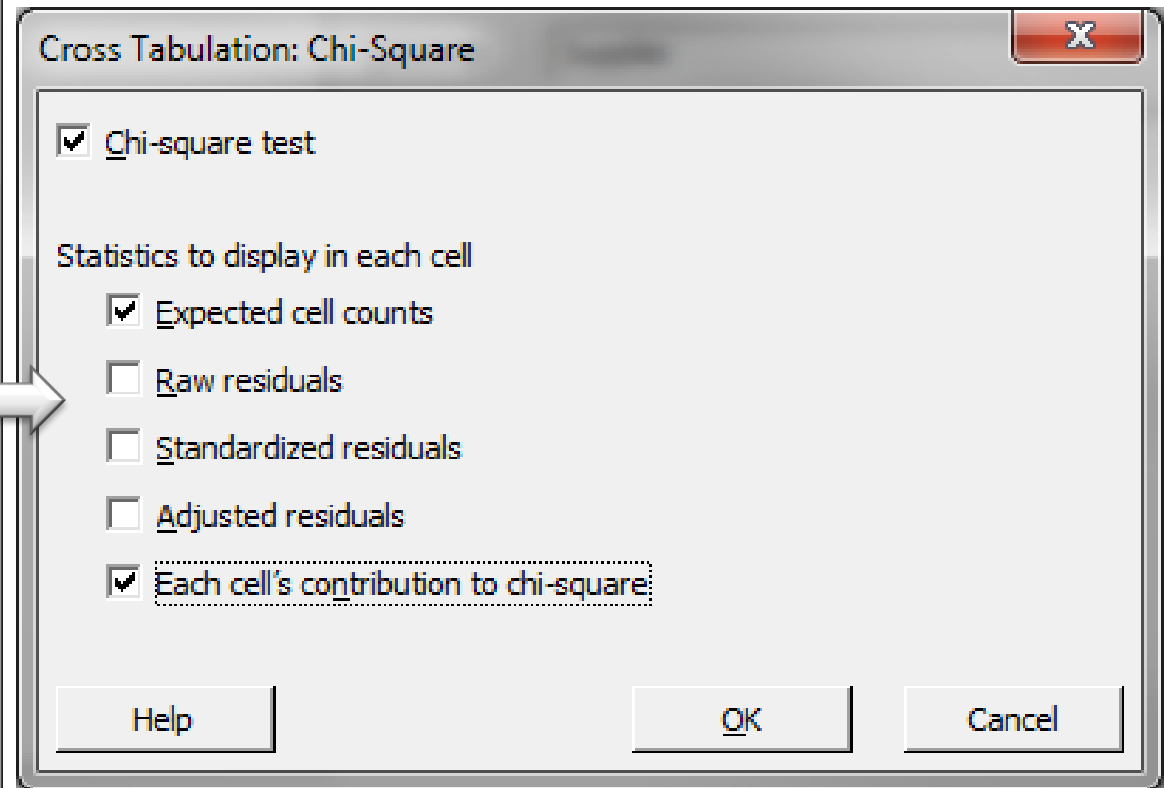 Cross Tabulation: Chi-Square
Chi-square test
Statistics to display in each cell
Expected cell counts
Raw residuals
Standardized residuals
Adjusted residuals
Each cell's contribution to chi-square
Help OK Cancel